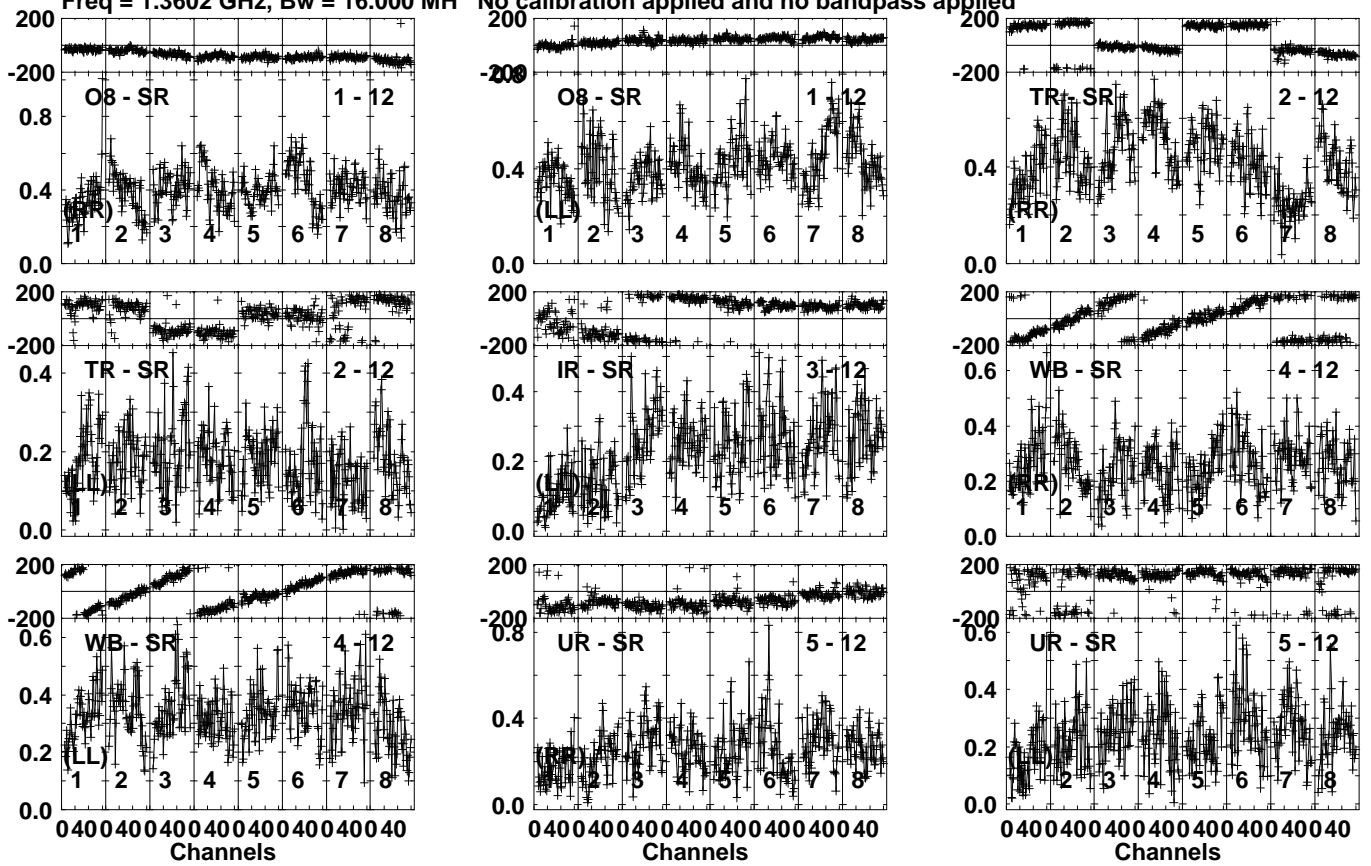 Freq = 1.3602 GHz, Bw = 16.000 MH No calibration applied and no bandpass applied
200 200 200
-200 -200 -200
0.8
O8 - SR 1 - 12 O8 - SR 1 - 12 TR - SR 2 - 12
0.8
0.4 0.4 0.4
(RR) (LL) (RR)
1 2 3 4 5 6 7 8 1 2 3 4 5 6 7 8 1 2 3 4 5 6 7 8
0.0 0.0 0.0
200 200 200
-200 -200 -200
TR - SR 2 - 12 IR - SR 3 - 12 WB - SR 4 - 12
0.4 0.4 0.6
0.4
0.2 0.2 0.2
(LL) (LL) (RR)
1 2 3 4 5 6 7 8 1 2 3 4 5 6 7 8 1 2 3 4 5 6 7 8
0.0 0.0 0.0
200 200 200
-200 -200 -200
WB - SR 4 - 12 UR - SR 5 - 12 UR - SR 5 - 12
0.6 0.8 0.6
0.4 0.4 0.4
0.2 0.2
(LL) (RR) (LL)
1 2 3 4 5 6 7 8 1 2 3 4 5 6 7 8 1 2 3 4 5 6 7 8
0.0 0.0 0.0
0 40 0 40 0 40 0 40 0 40 0 40 0 40 0 40 0 40 0 40 0 40 0 40 0 40 0 40 0 40 0 40 0 40 0 40 0 40 0 40 0 40 0 40 0 40 0 40
Channels Channels Channels